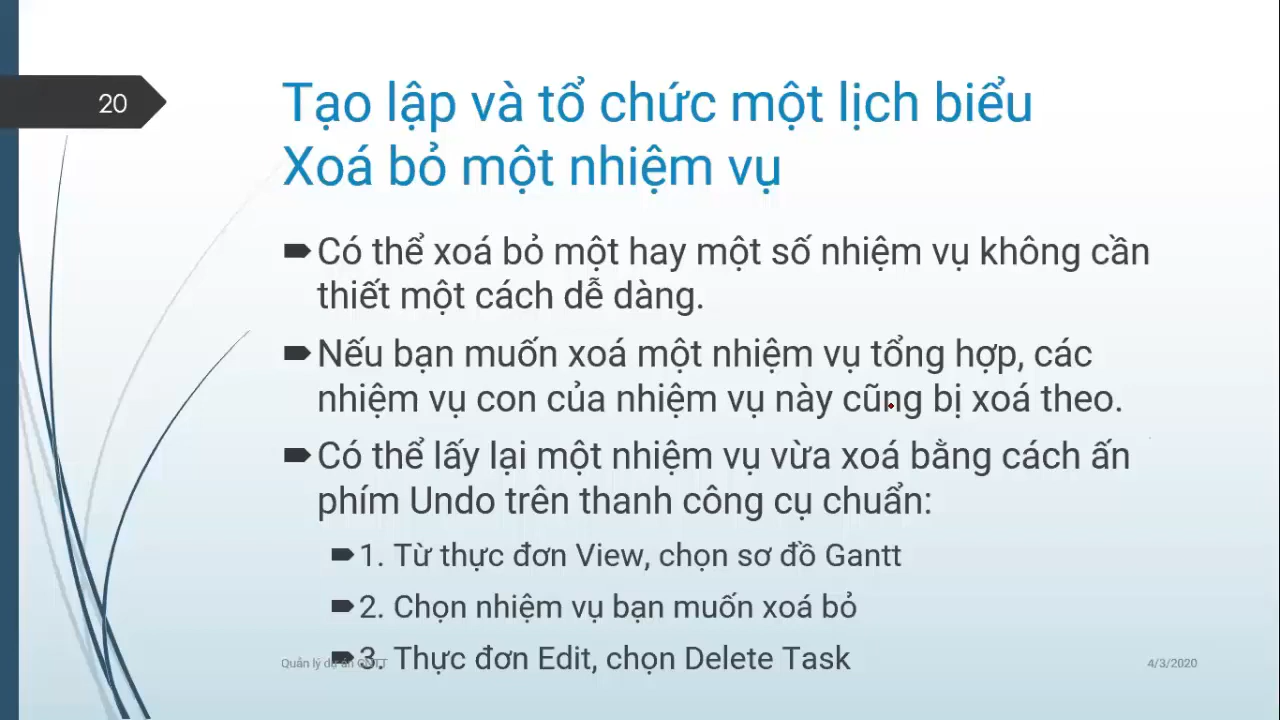 20
Tạo lập và tổ chức một lịch biểu
Xoá bỏ một nhiệm vụ
Có thể xoá bỏ một hay một số nhiệm vụ không cần
thiết một cách dễ dàng.
Nếu bạn muốn xoá một nhiệm vụ tổng hợp, các
nhiệm vụ con của nhiệm vụ này cũng bị xoá theo.
Có thể lấy lại một nhiệm vụ vừa xoá bằng cách ấn
phím Undo trên thanh công cụ chuẩn:
1. Từ thực đơn View, chọn sơ đồ Gantt
2. Chọn nhiệm vụ bạn muốn xoá bỏ
3. Thực đơn Edit, chọn Delete Task
Quản lý dự án CNTT
4/3/2020